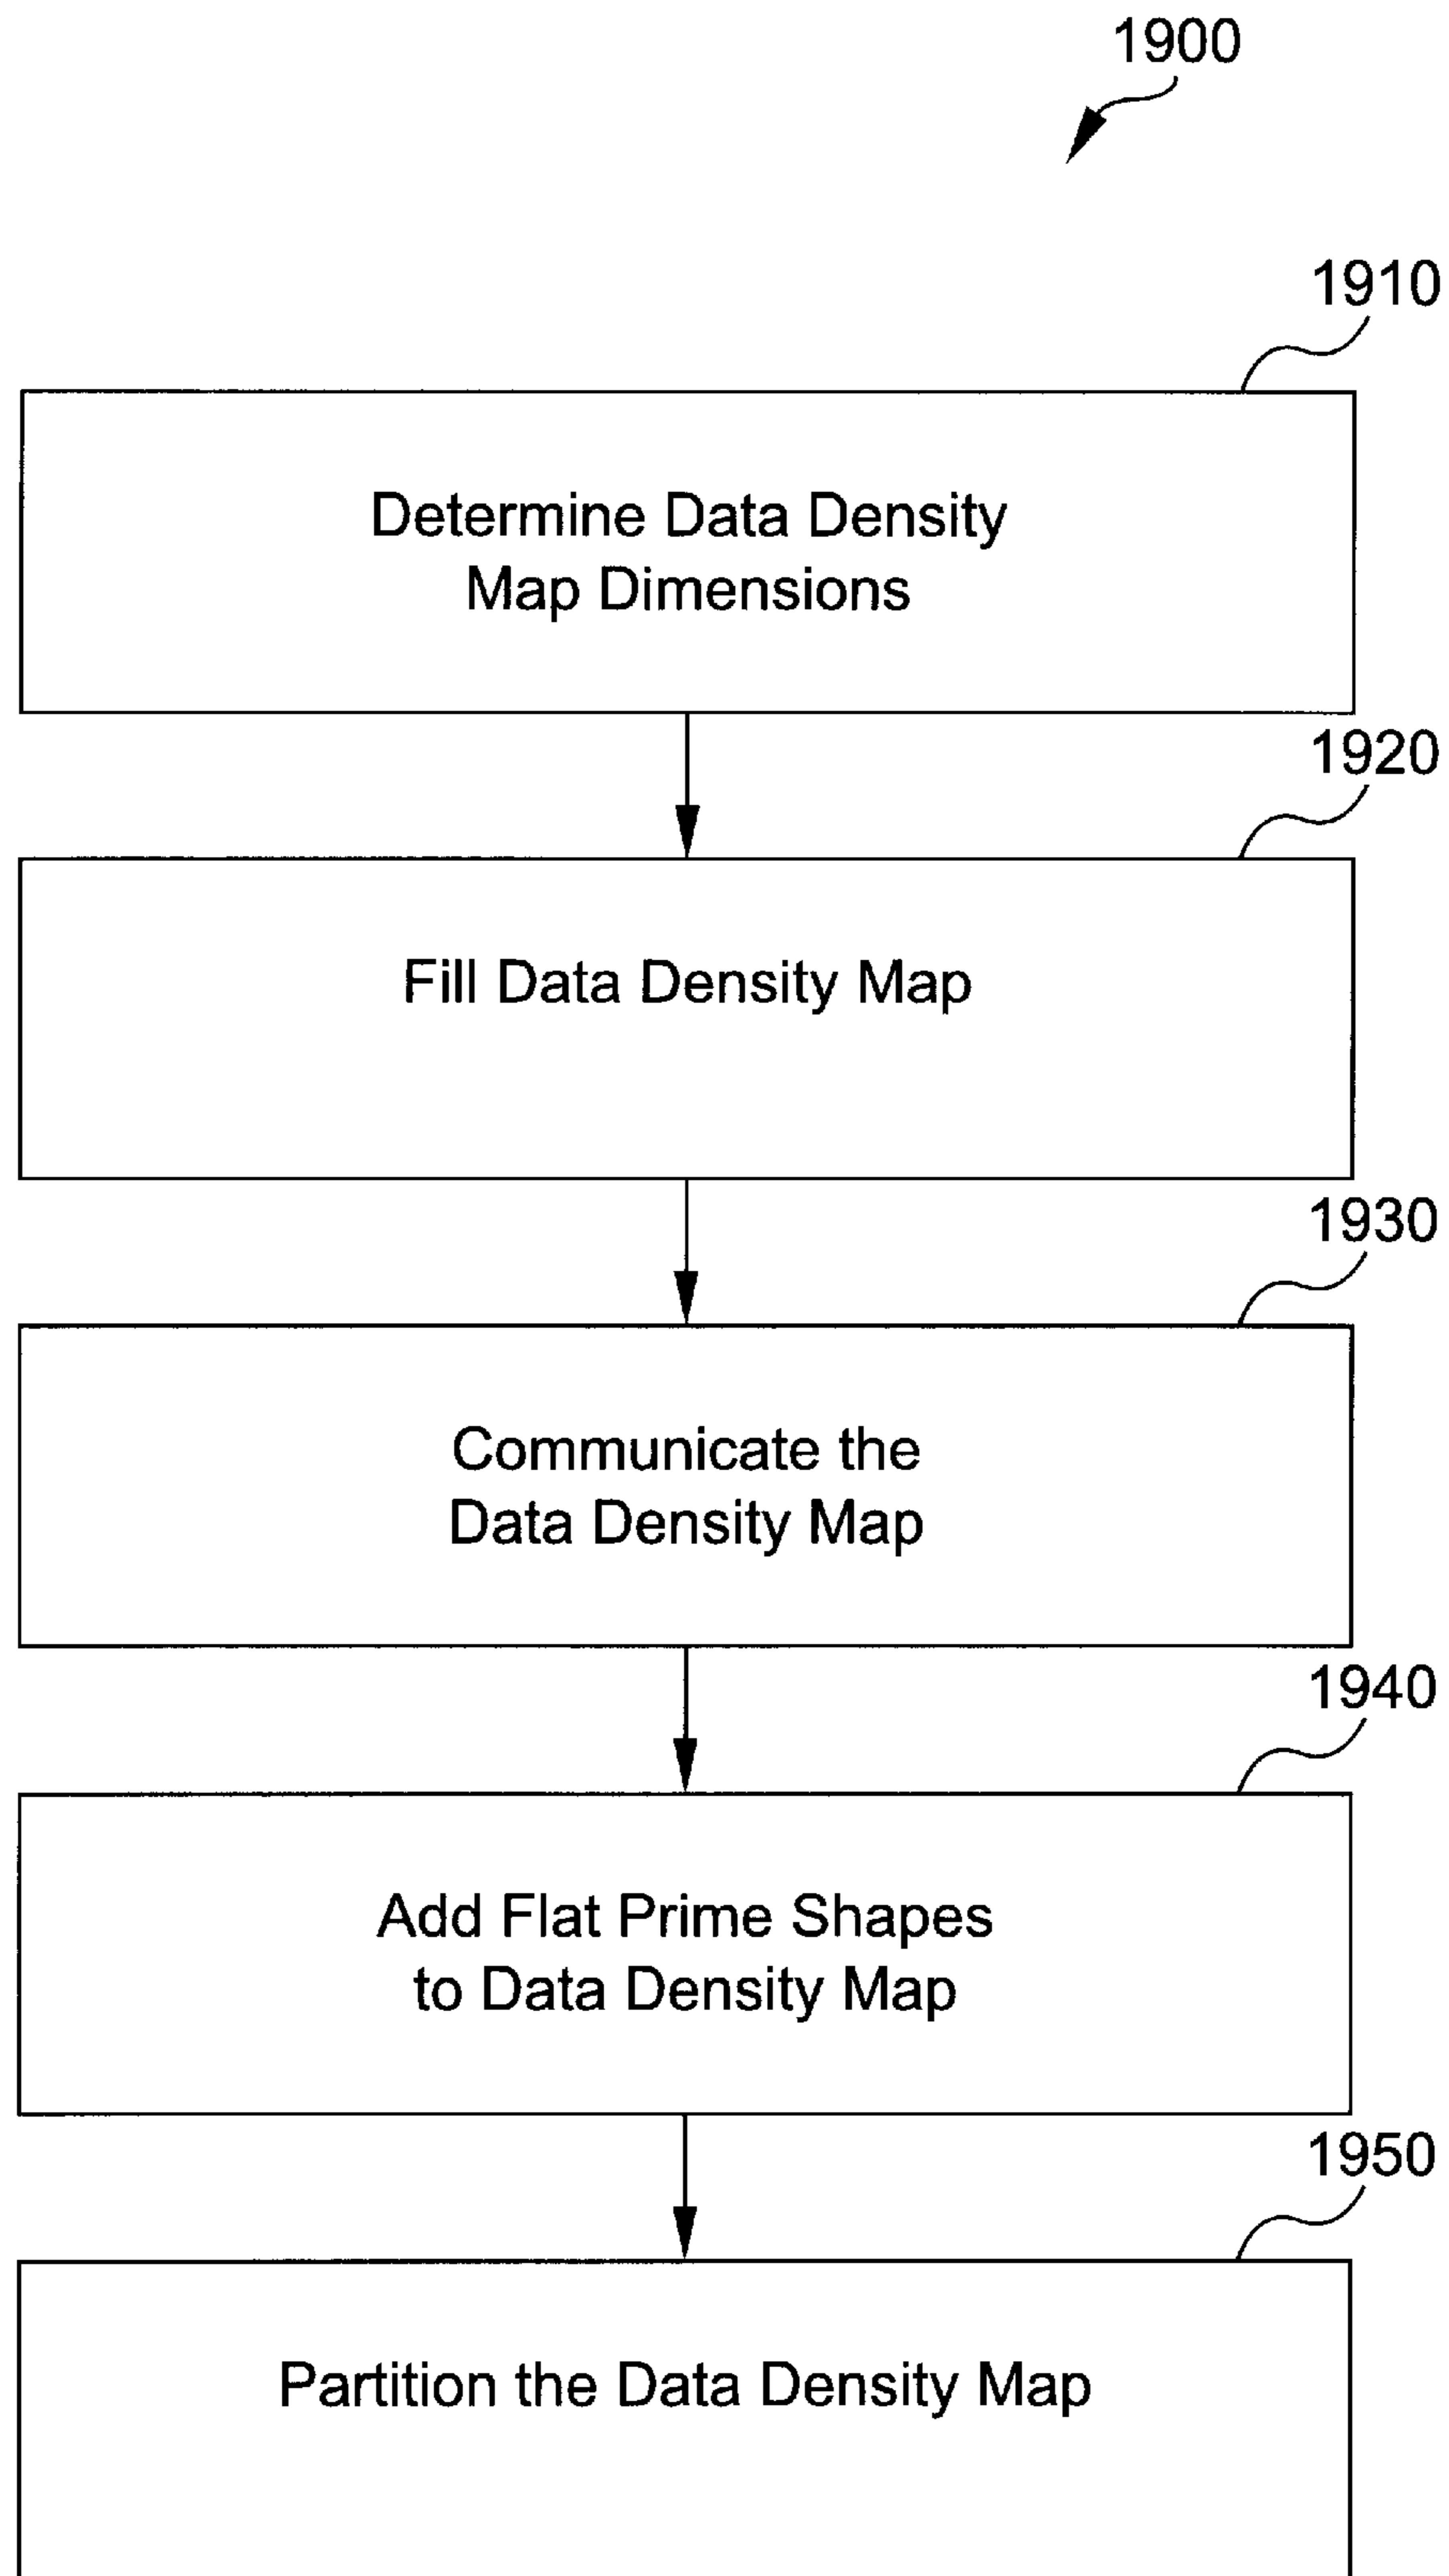 1900
1910
Determine Data Density
Map Dimensions
1920
Fill Data Density Map
1930
Communicate the
Data Density Map
1940
Add Flat Prime Shapes
to Data Density Map
1950
Partition the Data Density Map